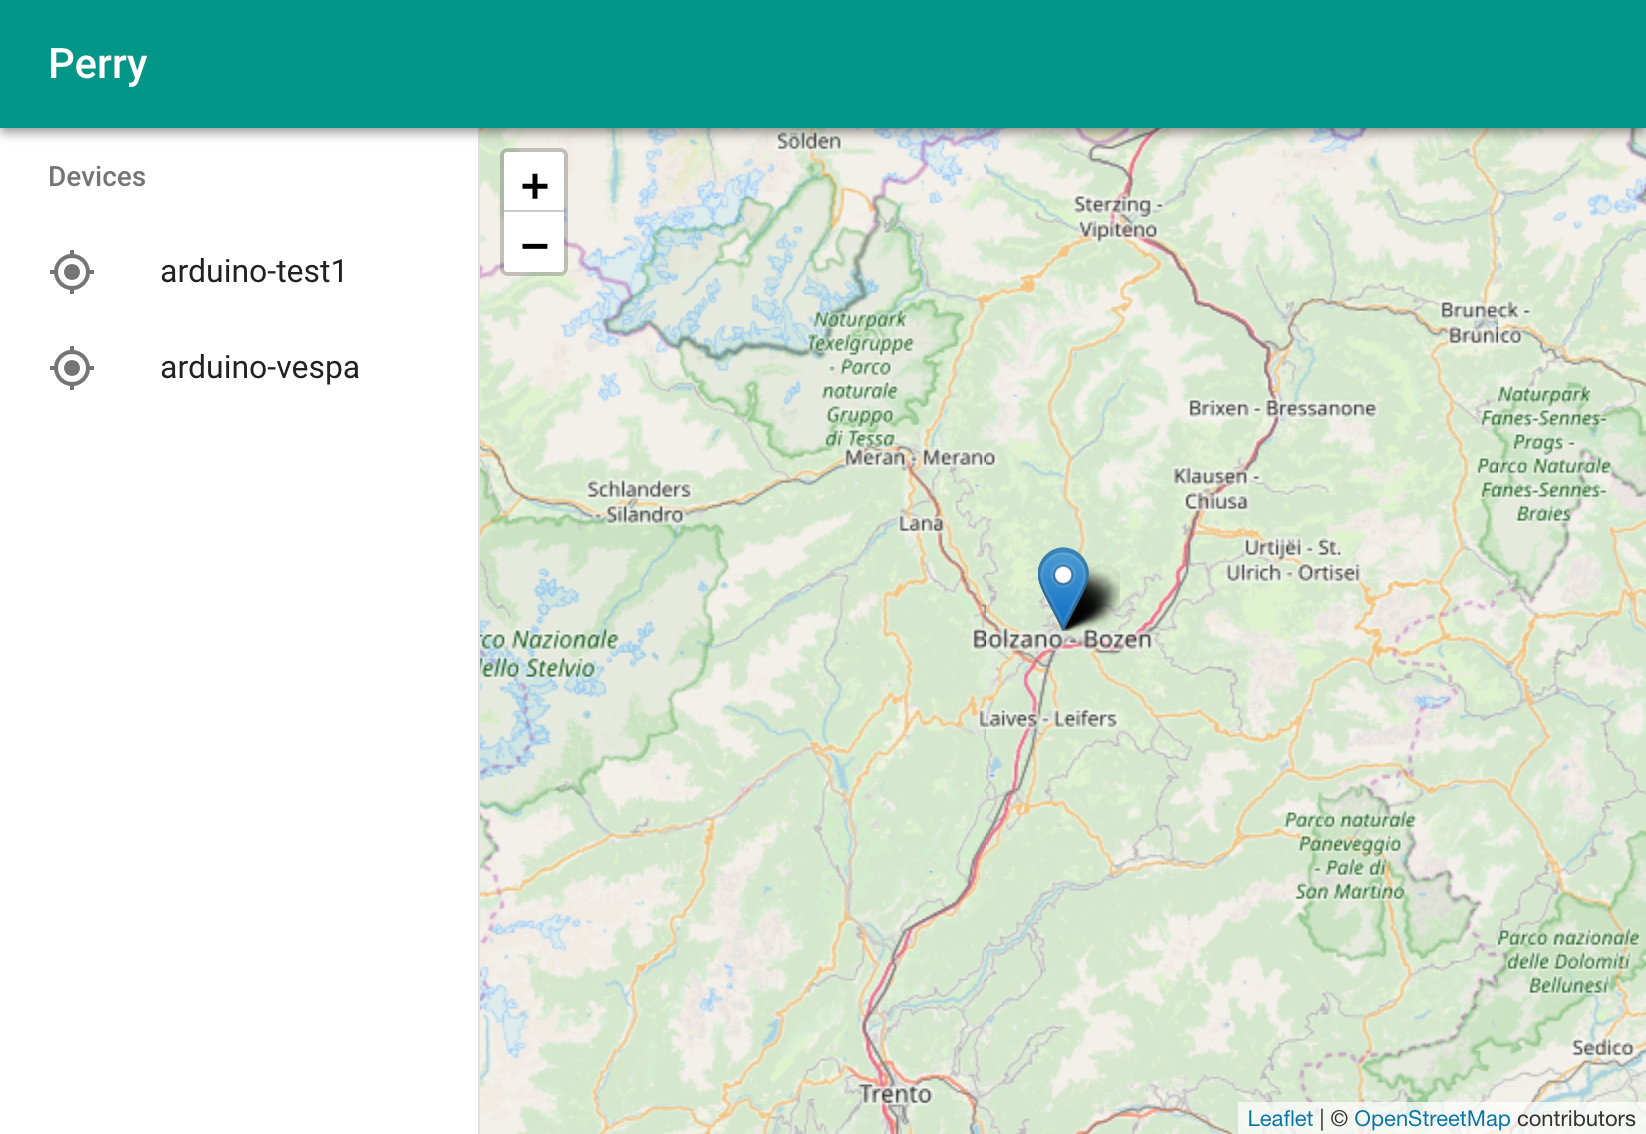 Perry
Devices
arduino-test1
arduino-vespa
+
−
Sölden
Sterzing -
Vipiteno
Bruneck -
Brunico
Naturpark
Texelgruppe
- Parco
naturale
Gruppo
di Tessa
Brixen - Bressanone
Naturpark
Fanes-Sennes-
Prags -
Parco Naturale
Fanes-Sennes-
Braies
Meran - Merano
Klausen -
Chiusa
Schlanders
- Silandro
Lana
Urtijëi - St.
Ulrich - Ortisei
Bolzano - Bozen
co Nazionale
ello Stelvio
Laives - Leifers
Parco naturale
Paneveggio
- Pale di
San Martino
Parco nazionale
delle Dolomiti
Bellunesi
Sedico
Trento
Leaflet | © OpenStreetMap contributors